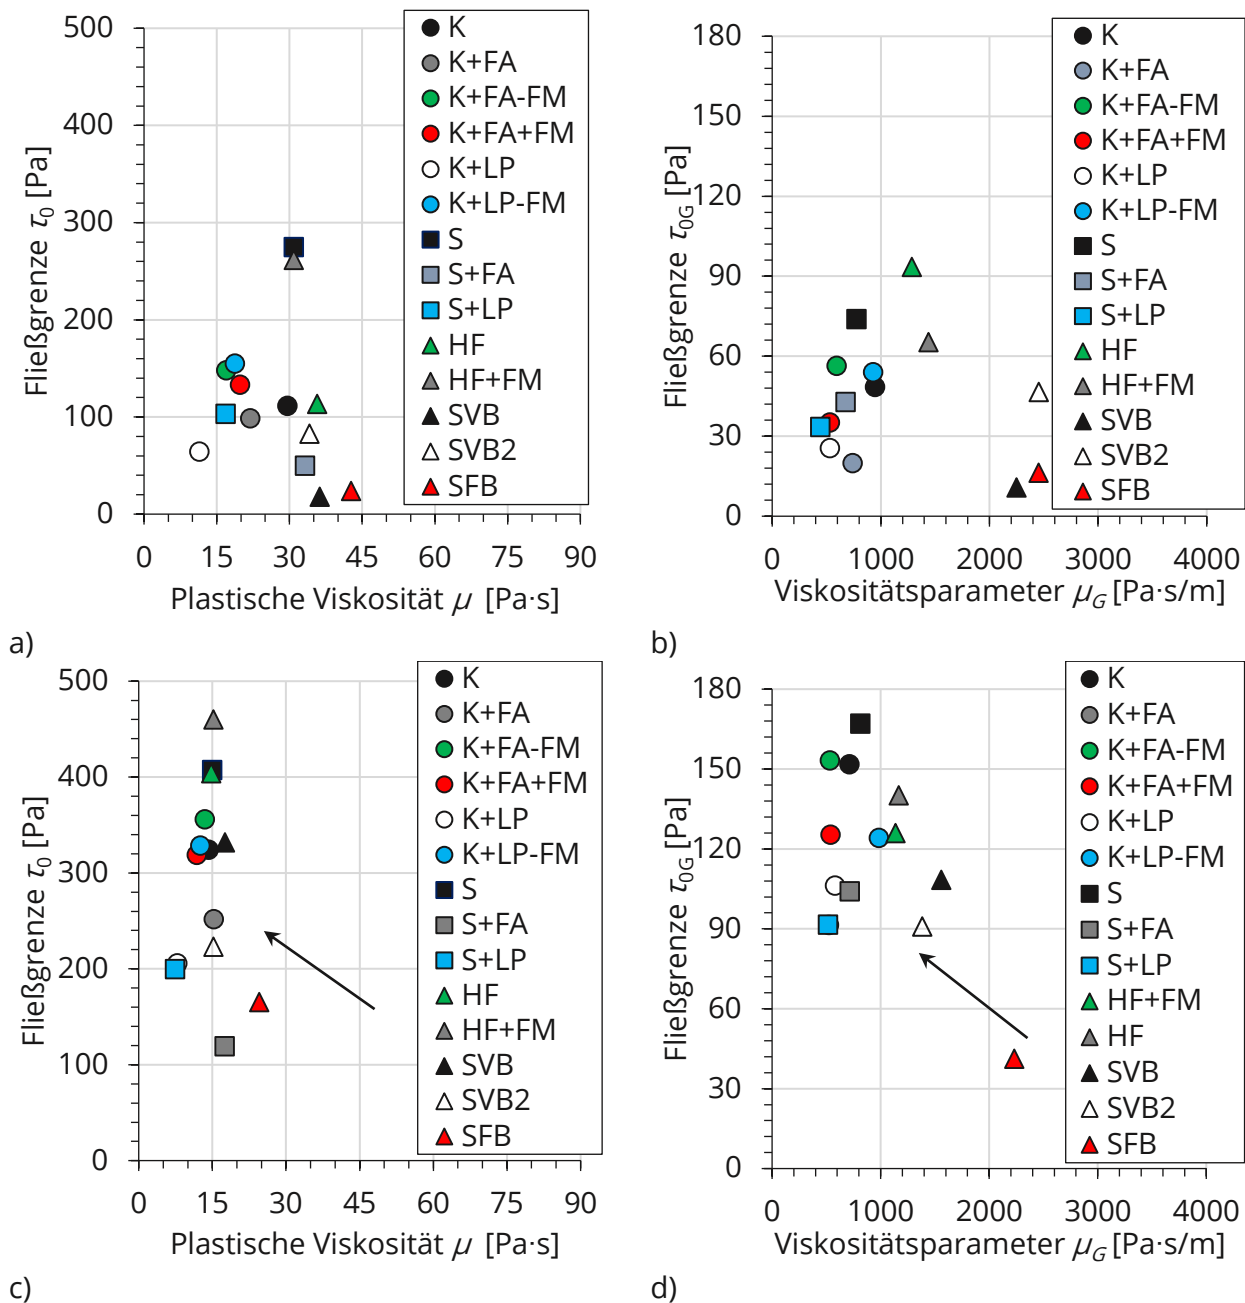 500
400
300
200
100
0
0 15 30 45 60 75 90
Fließgrenze τ0 [Pa]
Plastische Viskosität μ [Pa·s]
K
K+FA
K+FA-FM
K+FA+FM
K+LP
K+LP-FM
S
S+FA
S+LP
HF
HF+FM
SVB
SVB2
SFB
a)
180
150
120
90
60
30
0
0 1000 2000 3000 4000
Fließgrenze τ0G [Pa]
Viskositätsparameter μG [Pa·s/m]
K
K+FA
K+FA-FM
K+FA+FM
K+LP
K+LP-FM
S
S+FA
S+LP
HF
HF+FM
SVB
SVB2
SFB
b)
500
400
300
200
100
0
0 15 30 45 60 75 90
Fließgrenze τ0 [Pa]
Plastische Viskosität μ [Pa·s]
K
K+FA
K+FA-FM
K+FA+FM
K+LP
K+LP-FM
S
S+FA
S+LP
HF
HF+FM
SVB
SVB2
SFB
c)
180
150
120
90
60
30
0
0 1000 2000 3000 4000
Fließgrenze τ0G [Pa]
Viskositätsparameter μG [Pa·s/m]
K
K+FA
K+FA-FM
K+FA+FM
K+LP
K+LP-FM
S
S+FA
S+LP
HF+FM
HF
SVB
SVB2
SFB
d)